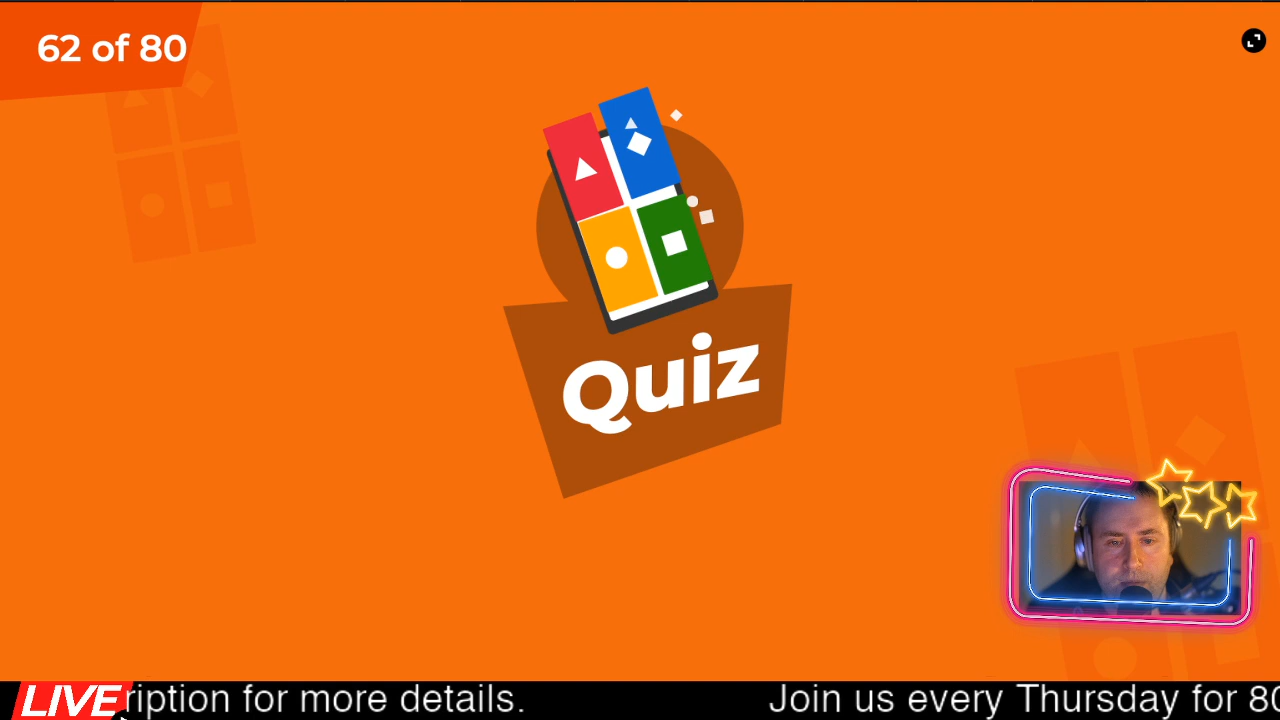 62 of 80
Quiz
LIVE
ription for more details.
Join us every Thursday for 80